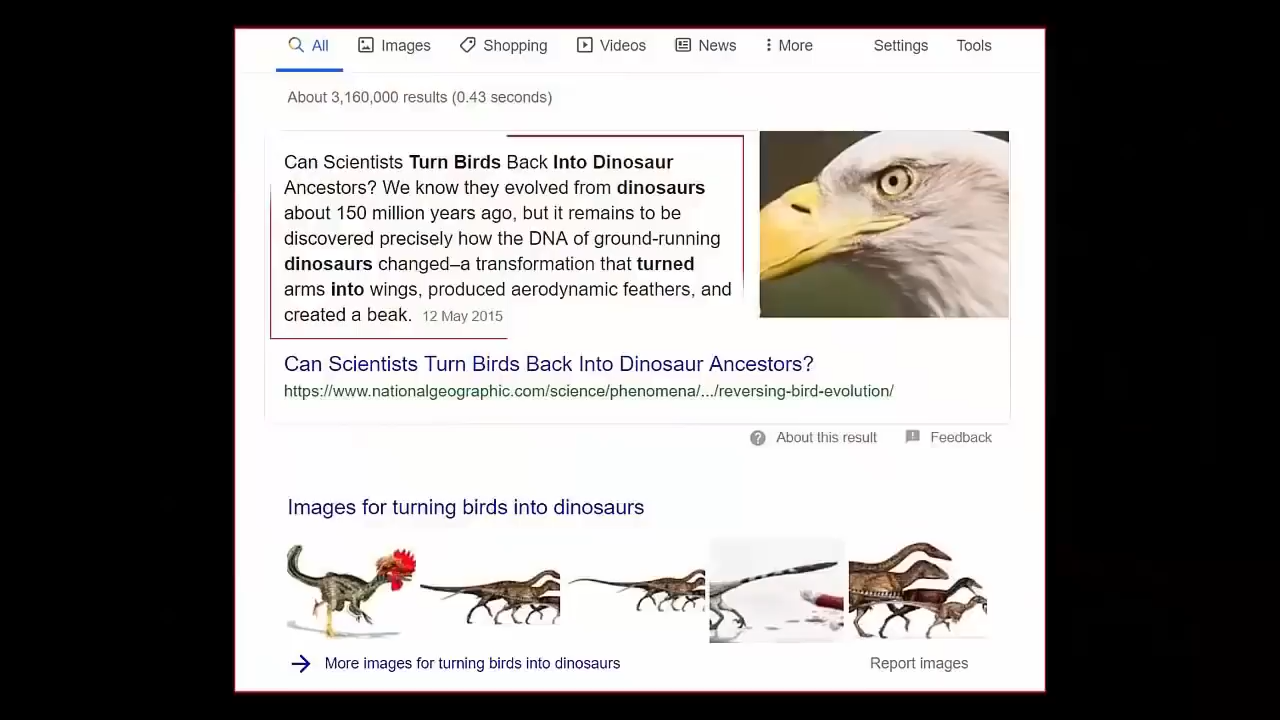 All Images Shopping Videos News More Settings Tools
About 3,160,000 results (0.43 seconds)
Can Scientists Turn Birds Back Into Dinosaur
Ancestors? We know they evolved from dinosaurs
about 150 million years ago, but it remains to be
discovered precisely how the DNA of ground-running
dinosaurs changed–a transformation that turned
arms into wings, produced aerodynamic feathers, and
created a beak. 12 May 2015
Can Scientists Turn Birds Back Into Dinosaur Ancestors?
https://www.nationalgeographic.com/science/phenomena/.../reversing-bird-evolution/
About this result Feedback
Images for turning birds into dinosaurs
More images for turning birds into dinosaurs Report images